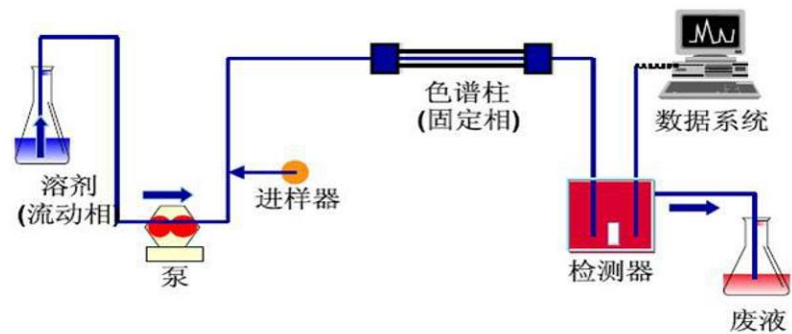 溶剂
(流动相)
泵
进样器
色谱柱
(固定相)
数据系统
检测器
废液